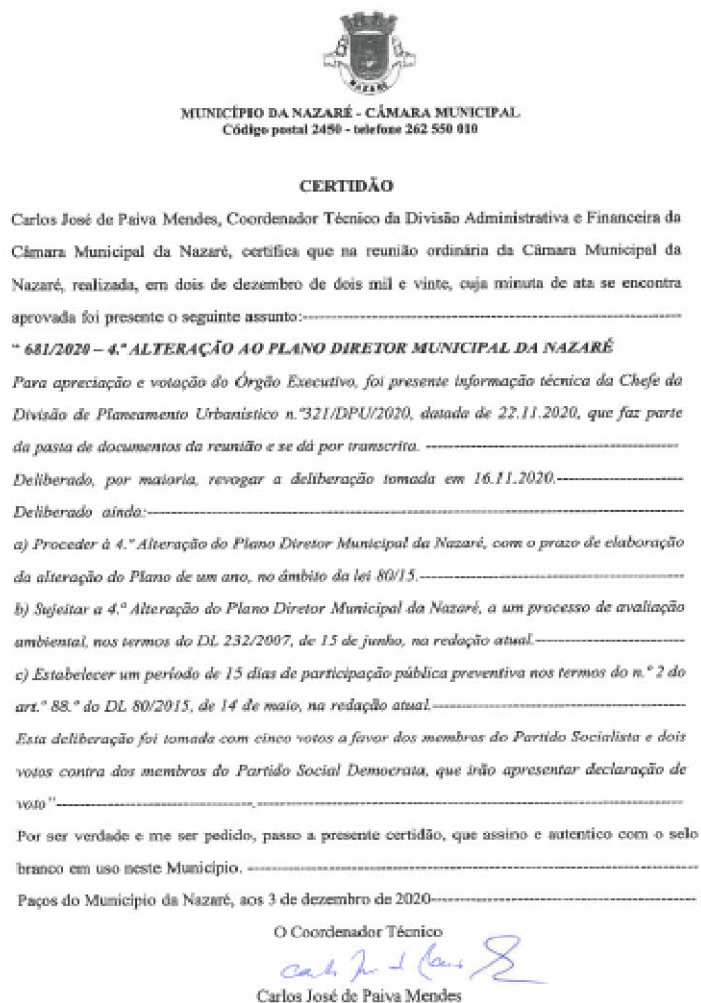 NAZARÉ
MUNICÍPIO DA NAZARÉ - CÂMARA MUNICIPAL
Código postal 2450 - telefone 262 550 010
CERTIDÃO
Carlos José de Paiva Mendes, Coordenador Técnico da Divisão Administrativa e Financeira da
Câmara Municipal da Nazaré, certifica que na reunião ordinária da Câmara Municipal da
Nazaré, realizada, em dois de dezembro de dois mil e vinte, cuja minuta de ata se encontra
aprovada foi presente o seguinte assunto:-----------------------------------------------------------
" 681/2020 – 4.ª ALTERAÇÃO AO PLANO DIRETOR MUNICIPAL DA NAZARÉ
Para apreciação e votação do Órgão Executivo, foi presente informação técnica da Chefe da
Divisão de Planeamento Urbanístico n.º321/DPU/2020, datada de 22.11.2020, que faz parte
da pasta de documentos da reunião e se dá por transcrita. ---------------------------------------
Deliberado, por maioria, revogar a deliberação tomada em 16.11.2020.--------------------
Deliberado ainda:-----------------------------------------------------------------------------------
a) Proceder à 4.ª Alteração do Plano Diretor Municipal da Nazaré, com o prazo de elaboração
da alteração do Plano de um ano, no âmbito da lei 80/15.-----------------------------------------
b) Sujeitar a 4.ª Alteração do Plano Diretor Municipal da Nazaré, a um processo de avaliação
ambiental, nos termos do DL 232/2007, de 15 de junho, na redação atual.-----------------------
c) Estabelecer um período de 15 dias de participação pública preventiva nos termos do n.º 2 do
art.º 88.º do DL 80/2015, de 14 de maio, na redação atual.---------------------------------------
Esta deliberação foi tomada com cinco votos a favor dos membros do Partido Socialista e dois
votos contra dos membros do Partido Social Democrata, que irão apresentar declaração de
voto"-------------------------------.------------------------------------------------------------------
Por ser verdade e me ser pedido, passo a presente certidão, que assino e autentico com o selo
branco em uso neste Município. ---------------------------------------------------------------------
Paços do Município da Nazaré, aos 3 de dezembro de 2020-----------------------------------------
O Coordenador Técnico
Carlos José de Paiva Mendes